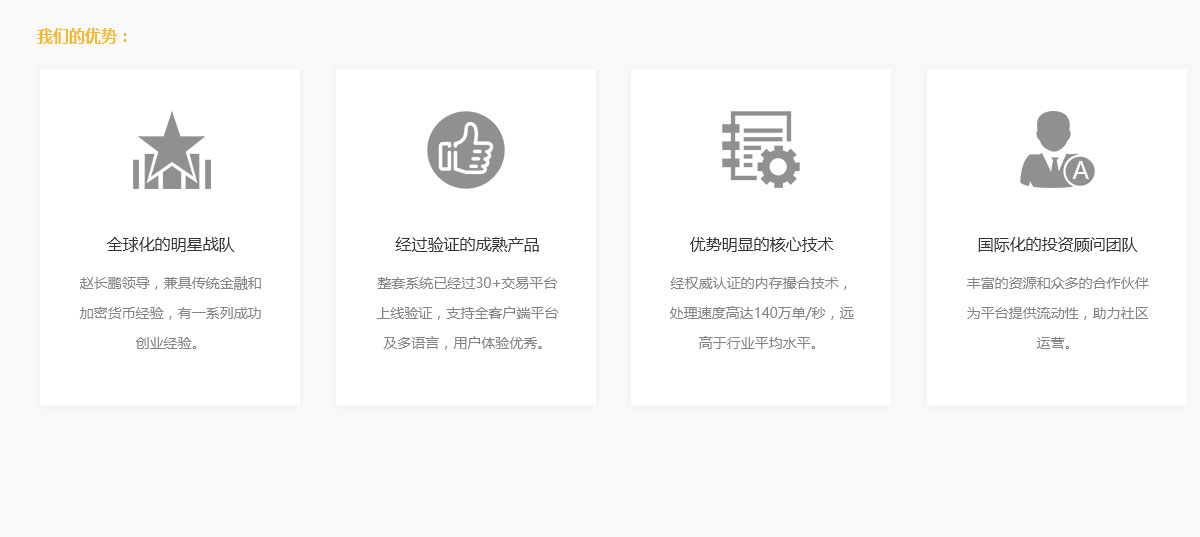 我们的优势：
全球化的明星战队
赵长鹏领导，兼具传统金融和
加密货币经验，有一系列成功
创业经验。
经过验证的成熟产品
整套系统已经过30+交易平台
上线验证，支持全客户端平台
及多语言，用户体验优秀。
优势明显的核心技术
经权威认证的内存撮合技术，
处理速度高达140万单/秒，远
高于行业平均水平。
A
国际化的投资顾问团队
丰富的资源和众多的合作伙伴
为平台提供流动性，助力社区
运营。